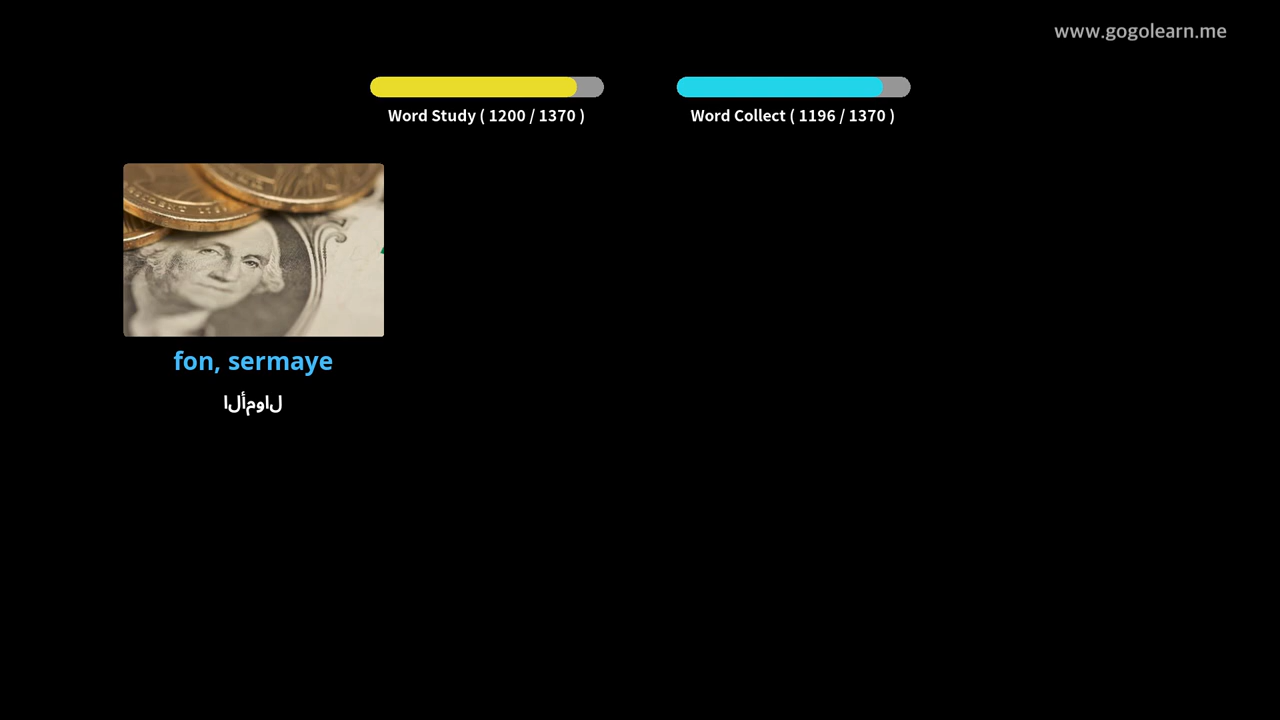 www.gogolearn.me
Word Study ( 1200 / 1370 )
Word Collect ( 1196 / 1370 )
fon, sermaye
الأموال